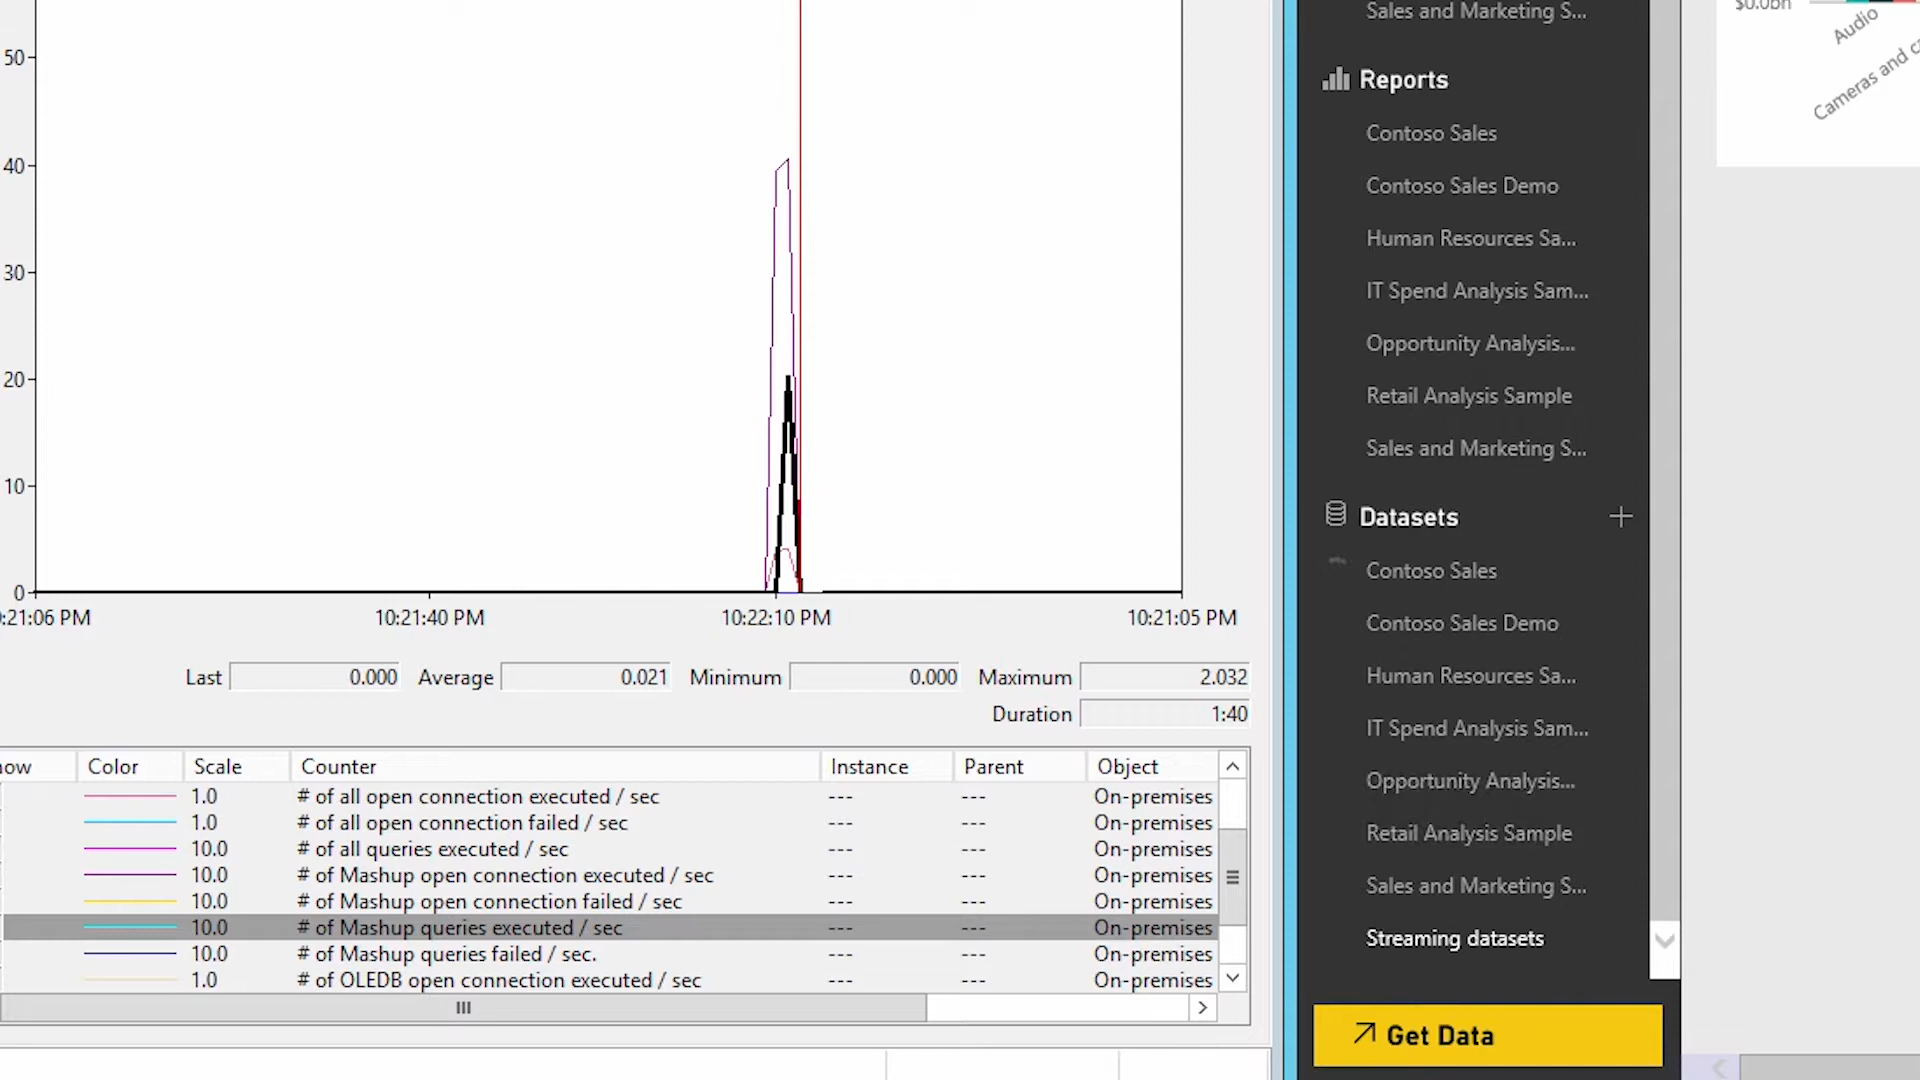 50
40
30
20
10
0
:21:06 PM 10:21:40 PM 10:22:10 PM 10:21:05 PM
Last 0.000 Average 0.021 Minimum 0.000 Maximum 2.032
Duration 1:40
ow Color Scale Counter Instance Parent Object
1.0 # of all open connection executed / sec --- --- On-premises
1.0 # of all open connection failed / sec --- --- On-premises
10.0 # of all queries executed / sec --- --- On-premises
10.0 # of Mashup open connection executed / sec --- --- On-premises
10.0 # of Mashup open connection failed / sec --- --- On-premises
10.0 # of Mashup queries executed / sec --- --- On-premises
10.0 # of Mashup queries failed / sec. --- --- On-premises
1.0 # of OLEDB open connection executed / sec --- --- On-premises
Sales and Marketing S...
Reports
Contoso Sales
Contoso Sales Demo
Human Resources Sa...
IT Spend Analysis Sam...
Opportunity Analysis...
Retail Analysis Sample
Sales and Marketing S...
Datasets
Contoso Sales
Contoso Sales Demo
Human Resources Sa...
IT Spend Analysis Sam...
Opportunity Analysis...
Retail Analysis Sample
Sales and Marketing S...
Streaming datasets
Get Data
$0.0bn
Audio
Cameras and c